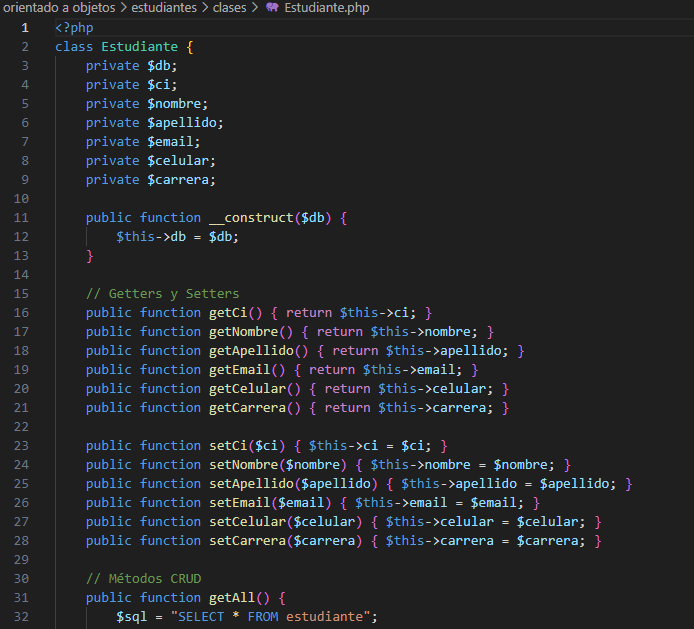 orientado a objetos > estudiantes > clases > Estudiante.php
1 <?php
2 class Estudiante {
3     private $db;
4     private $ci;
5     private $nombre;
6     private $apellido;
7     private $email;
8     private $celular;
9     private $carrera;
10
11     public function __construct($db) {
12         $this->db = $db;
13     }
14
15     // Getters y Setters
16     public function getCi() { return $this->ci; }
17     public function getNombre() { return $this->nombre; }
18     public function getApellido() { return $this->apellido; }
19     public function getEmail() { return $this->email; }
20     public function getCelular() { return $this->celular; }
21     public function getCarrera() { return $this->carrera; }
22
23     public function setCi($ci) { $this->ci = $ci; }
24     public function setNombre($nombre) { $this->nombre = $nombre; }
25     public function setApellido($apellido) { $this->apellido = $apellido; }
26     public function setEmail($email) { $this->email = $email; }
27     public function setCelular($celular) { $this->celular = $celular; }
28     public function setCarrera($carrera) { $this->carrera = $carrera; }
29
30     // Métodos CRUD
31     public function getAll() {
32         $sql = "SELECT * FROM estudiante";